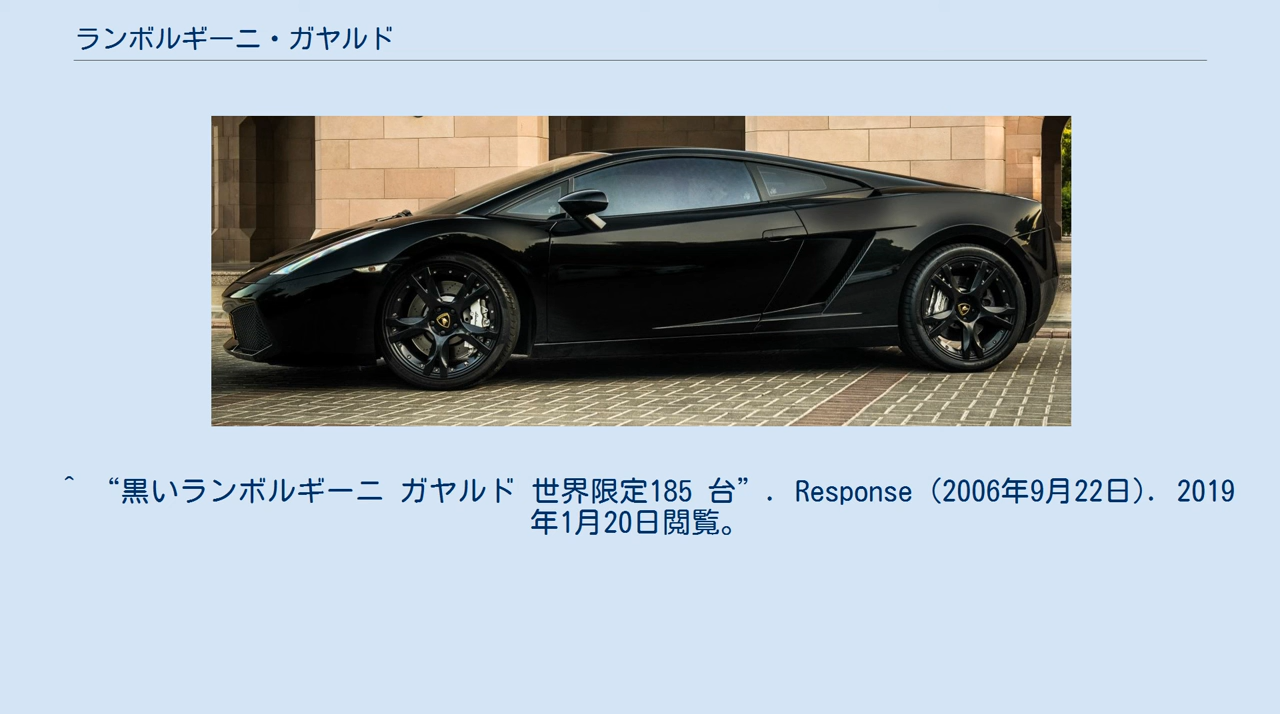 ランボルギーニ・ガヤルド
^ “黒いランボルギーニ ガヤルド 世界限定185 台”. Response (2006年9月22日). 2019
年1月20日閲覧。